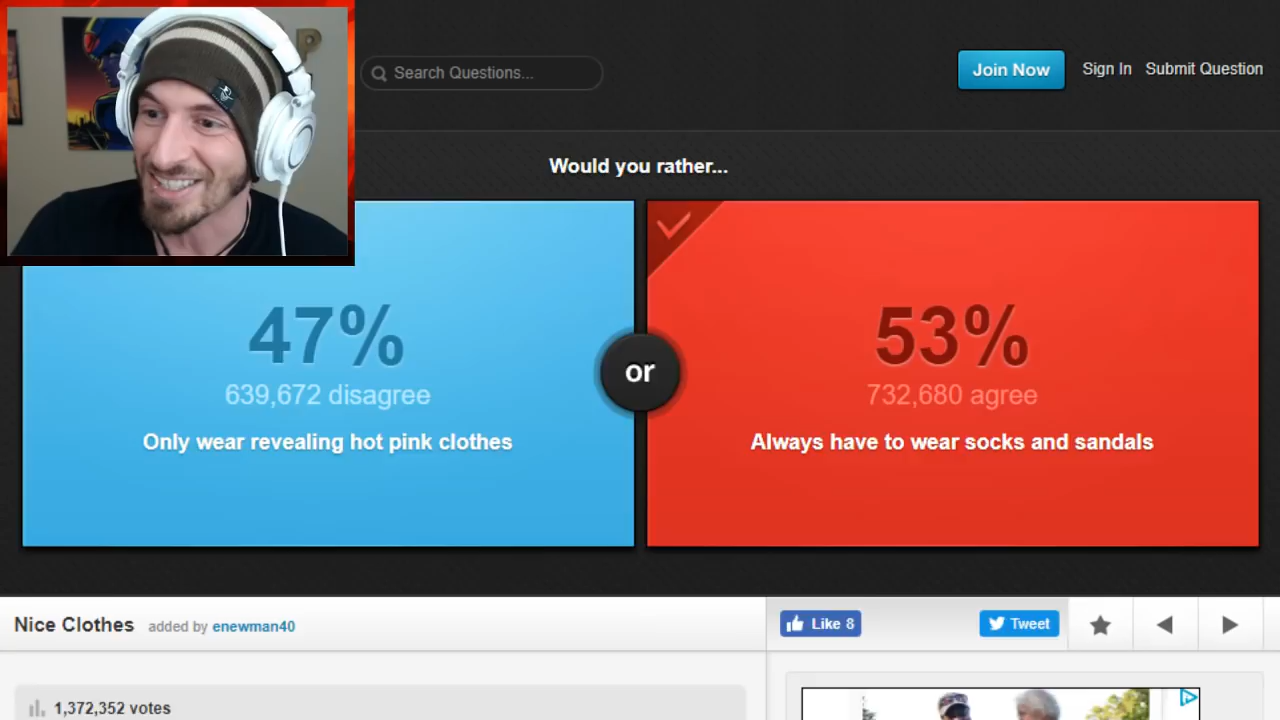 Search Questions...
Join Now
Sign In
Submit Question
Would you rather...
47%
639,672 disagree
Only wear revealing hot pink clothes
or
53%
732,680 agree
Always have to wear socks and sandals
Nice Clothes added by enewman40
Like 8
Tweet
1,372,352 votes